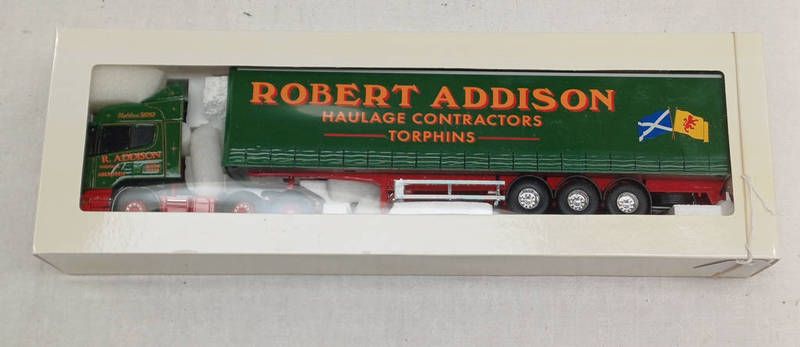 ROBERT ADDISON
HAULAGE CONTRACTORS
TORPHINS
R. ADDISON